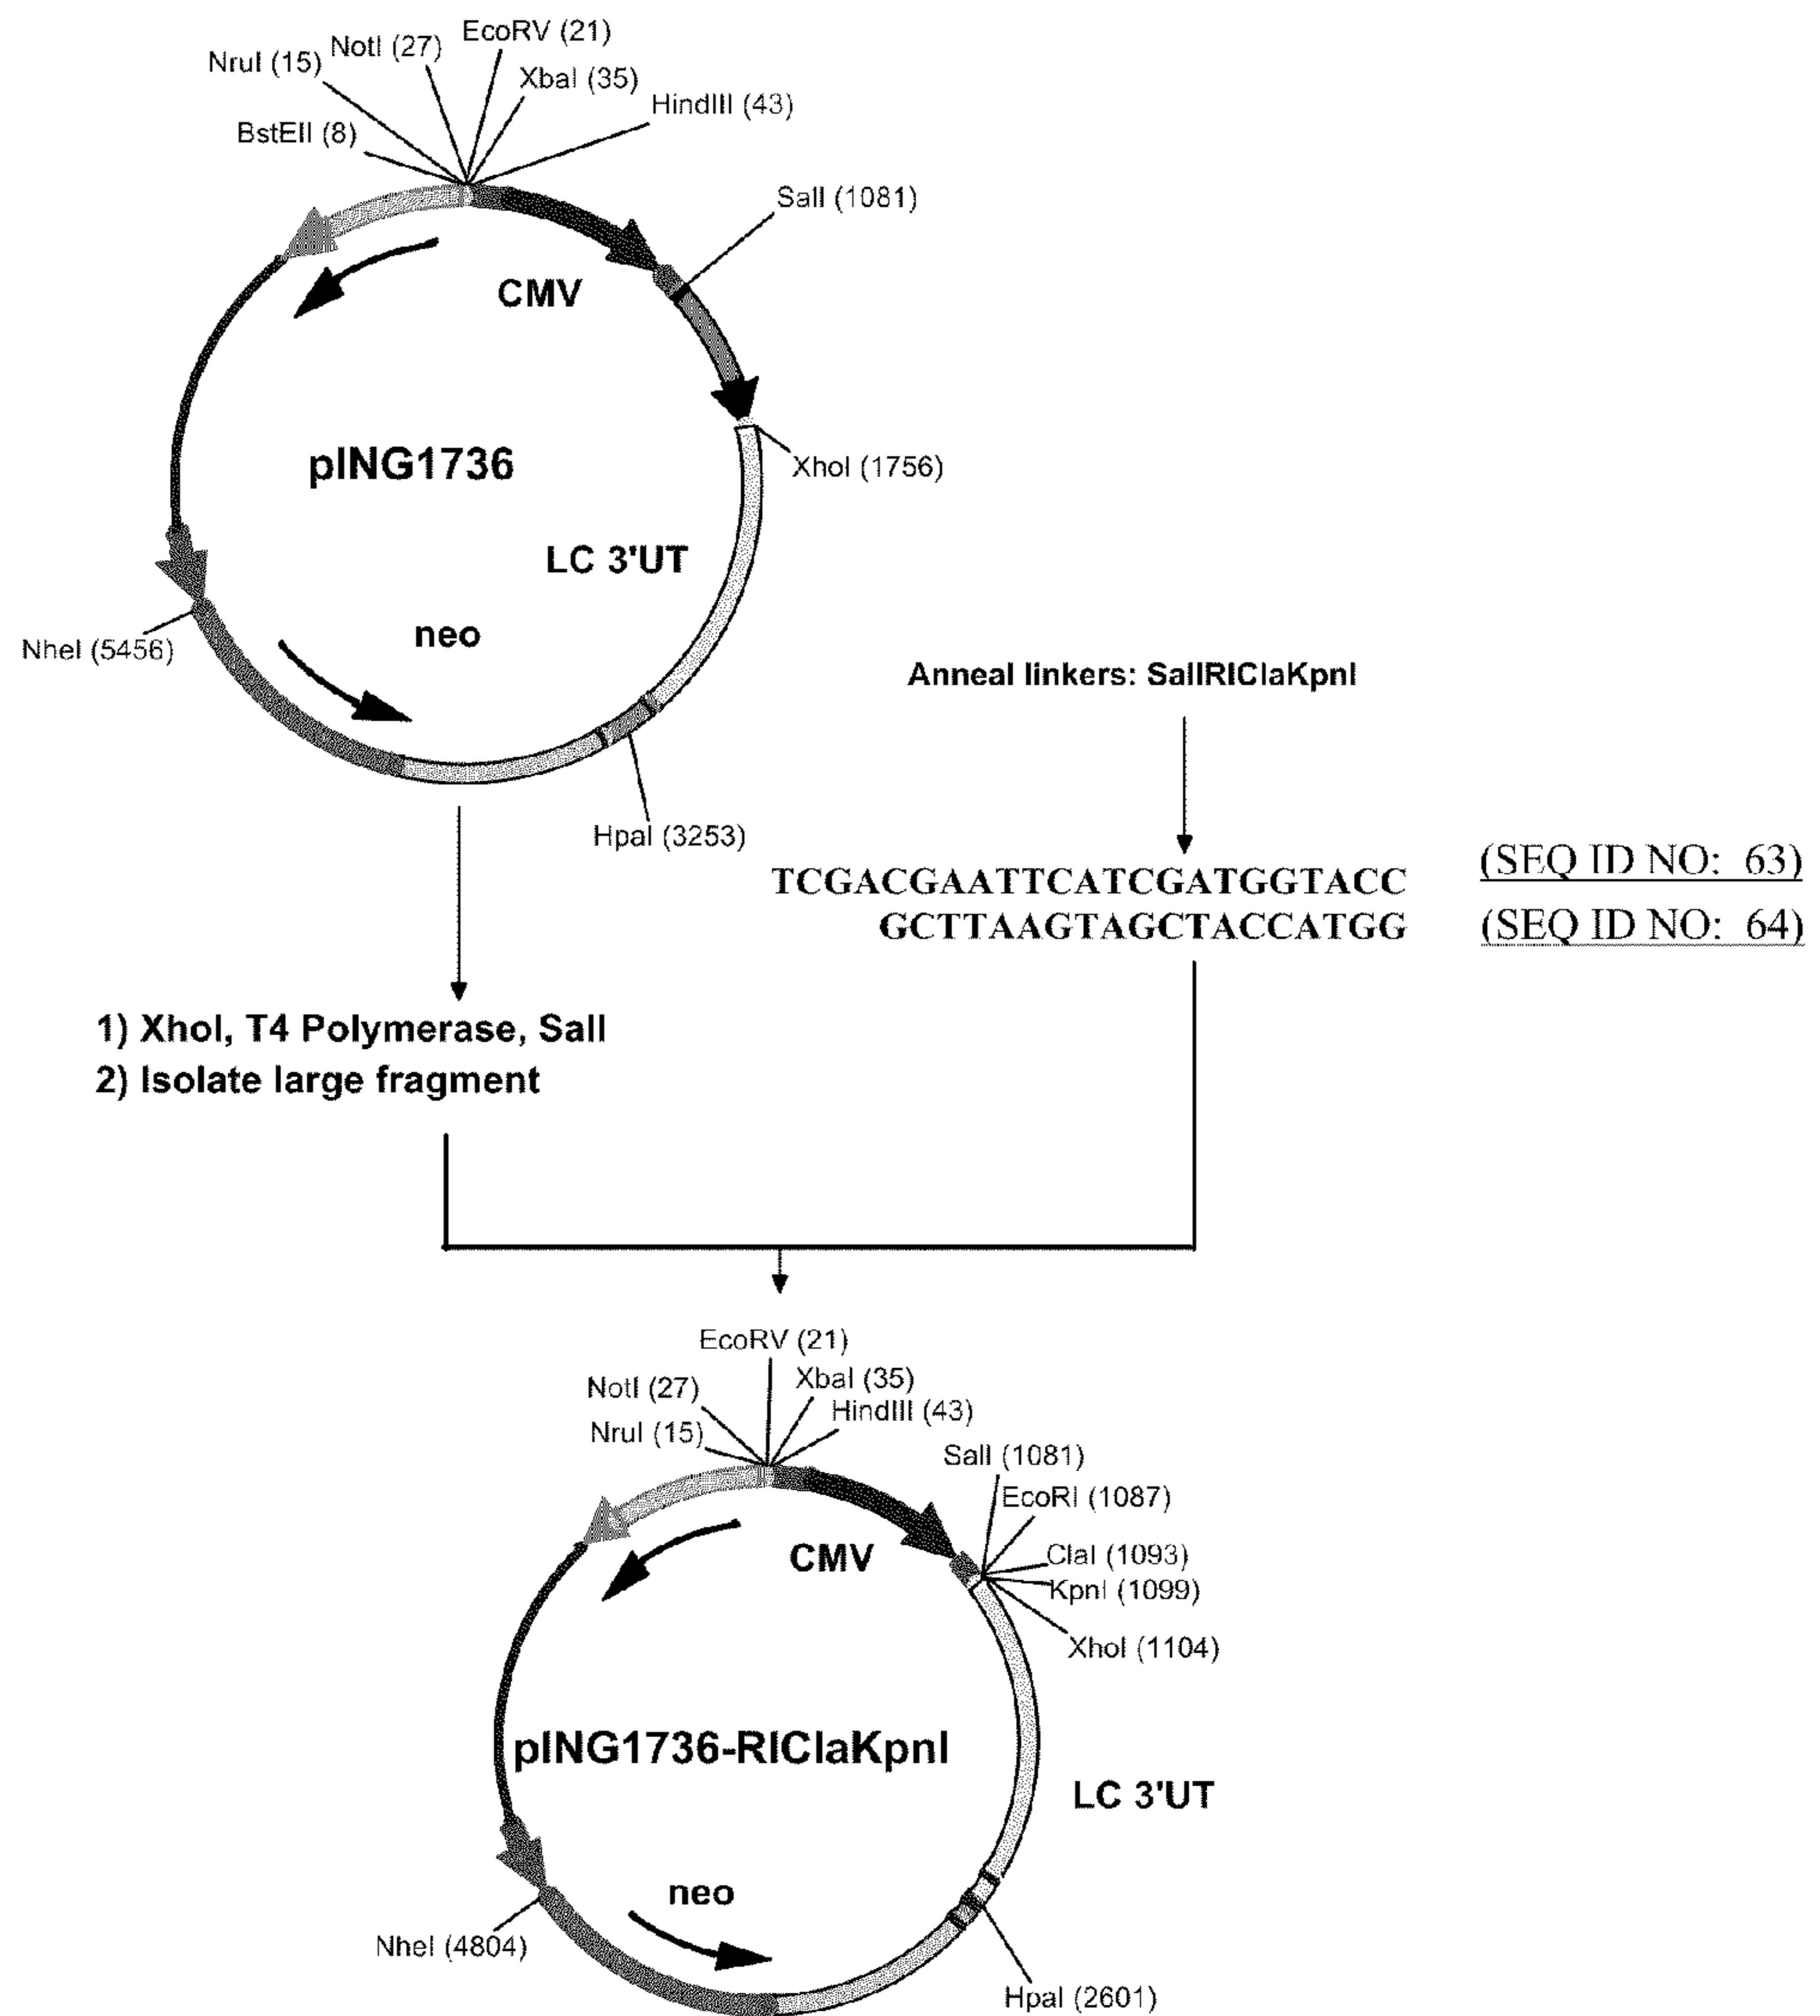 EcoRV (21)
NotI (27)
NruI (15)
XbaI (35)
HindIII (43)
BstEII (8)
SalI (1081)
CMV
pING1736
XhoI (1756)
LC 3'UT
neo
NheI (5456)
Anneal linkers: SalIRIClaKpnI
HpaI (3253)
TCGACGAATTCATCGATGGTACC (SEQ ID NO: 63)
GCTTAAGTAGCTACCATGG (SEQ ID NO: 64)
1) XhoI, T4 Polymerase, SalI
2) Isolate large fragment
EcoRV (21)
NotI (27)
XbaI (35)
HindIII (43)
NruI (15)
SalI (1081)
EcoRI (1087)
CMV
ClaI (1093)
KpnI (1099)
XhoI (1104)
pING1736-RIClaKpnI
LC 3'UT
neo
NheI (4804)
HpaI (2601)